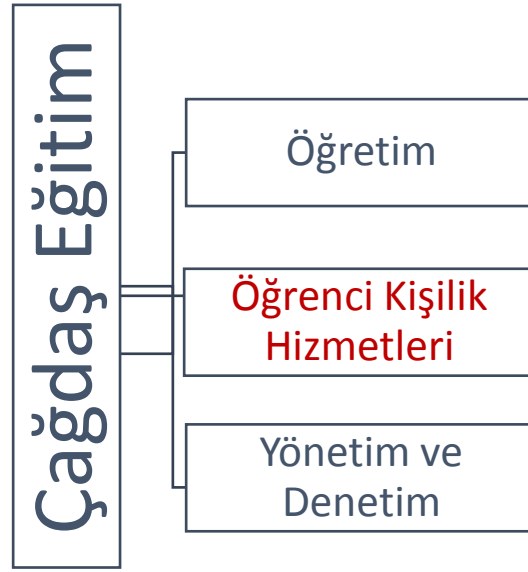 Çağdaş Eğitim
Öğretim
Öğrenci Kişilik
Hizmetleri
Yönetim ve
Denetim